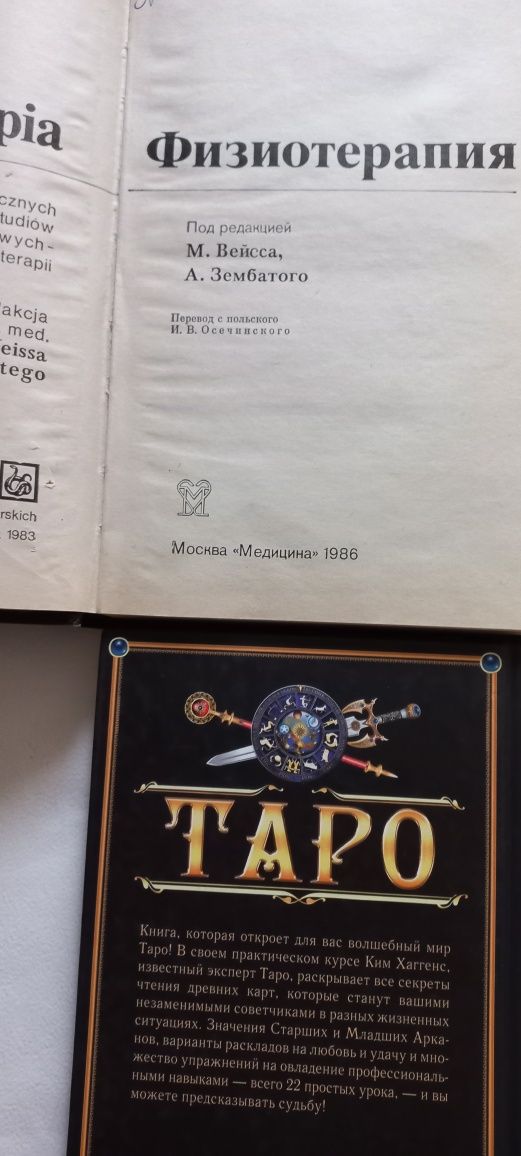 pia
cznych
tudiów
wych-
terapii
akcja
med.
eissa
tego
rskich
1983
Физиотерапия
Под редакцией
М. Вейсса,
А. Зембатого
Перевод с польского
И. В. Осечинского
Москва «Медицина» 1986
ТАРО
Книга, которая откроет для вас волшебный мир
Таро! В своем практическом курсе Ким Хаггенс,
известный эксперт Таро, раскрывает все секреты
чтения древних карт, которые станут вашими
незаменимыми советчиками в разных жизненных
ситуациях. Значения Старших и Младших Арка-
нов, варианты раскладов на любовь и удачу и мно-
жество упражнений на овладение профессиональ-
ными навыками — всего 22 простых урока, — и вы
можете предсказывать судьбу!